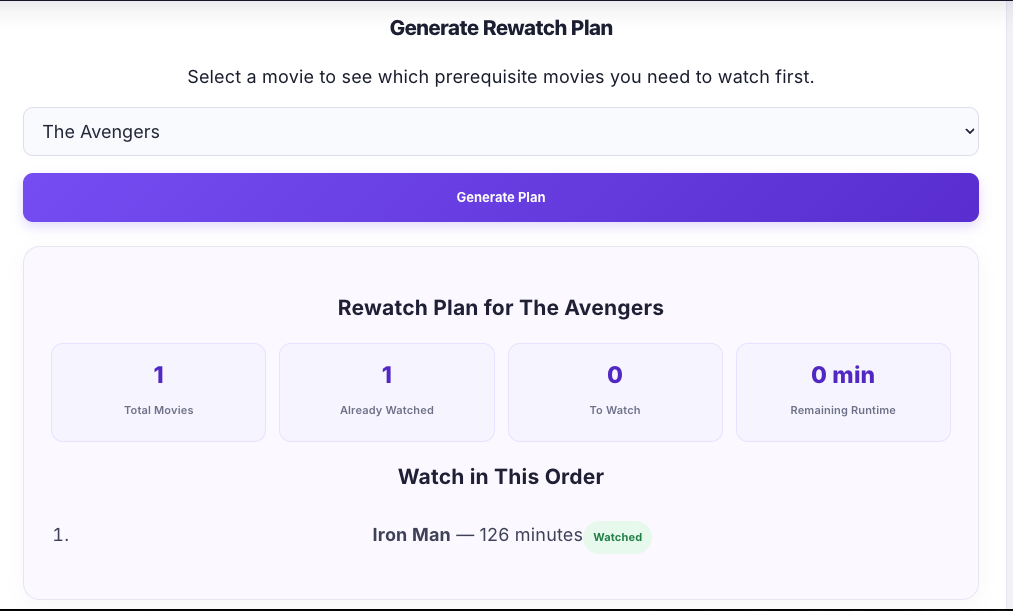 Generate Rewatch Plan
Select a movie to see which prerequisite movies you need to watch first.
The Avengers
Generate Plan
Rewatch Plan for The Avengers
1
Total Movies
1
Already Watched
0
To Watch
0 min
Remaining Runtime
Watch in This Order
1. Iron Man — 126 minutes Watched